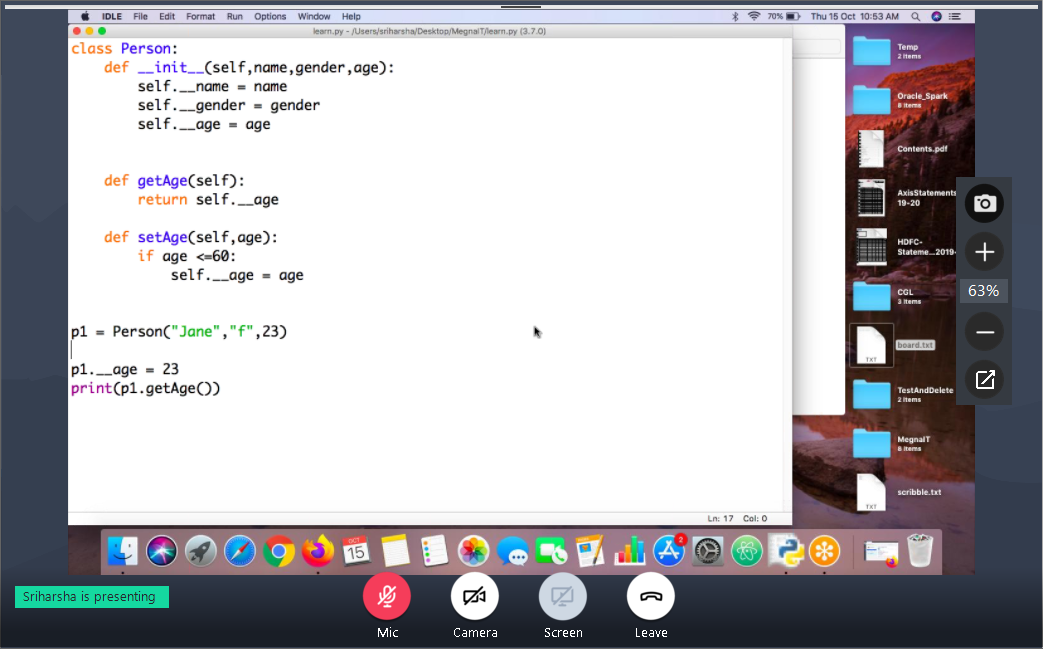 IDLE File Edit Format Run Options Window Help 70% Thu 15 Oct 10:53 AM
learn.py - /Users/sriharsha/Desktop/MegnaIT/learn.py (3.7.0)
class Person:
def __init__(self,name,gender,age):
self.__name = name
self.__gender = gender
self.__age = age
def getAge(self):
return self.__age
def setAge(self,age):
if age <=60:
self.__age = age
p1 = Person("Jane","f",23)
p1.__age = 23
print(p1.getAge())
Ln: 17 Col: 0
Temp
2 items
Oracle_Spark
8 items
Contents.pdf
AxisStatements
19-20
HDFC-
Stateme...2019-
CGL
3 items
TXT
board.txt
TestAndDelete
2 items
MegnaIT
8 items
TXT
scribble.txt
63%
OCT
15
2
Sriharsha is presenting
Mic
Camera
Screen
Leave